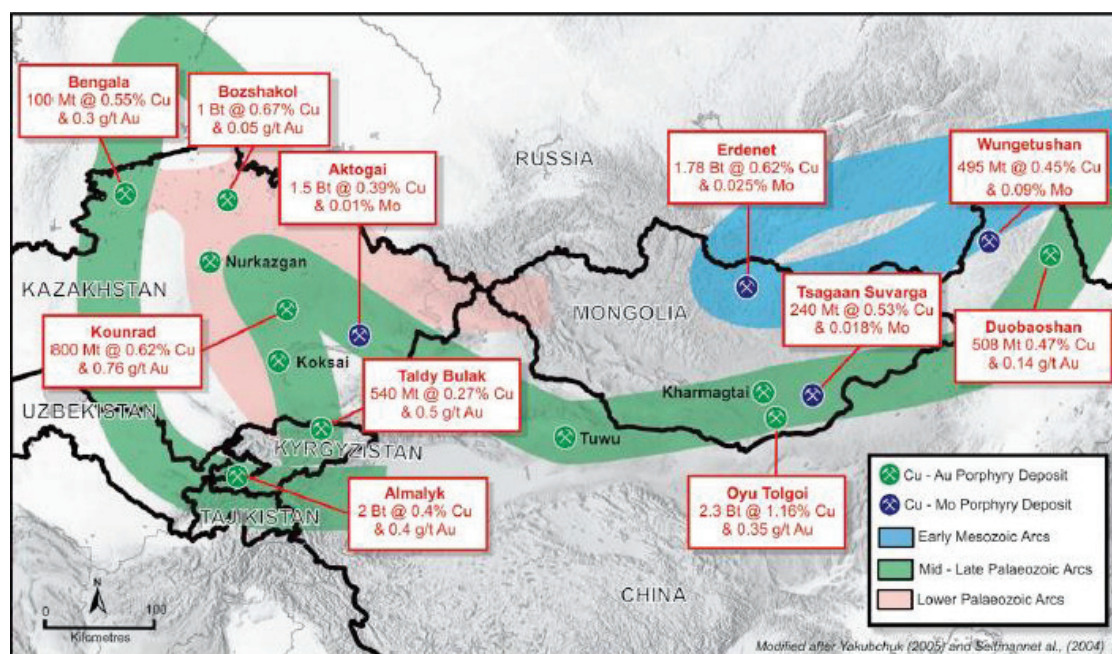 Bengala
100 Mt @ 0.55% Cu
& 0.3 g/t Au
Bozshakol
1 Bt @ 0.67% Cu
& 0.05 g/t Au
Aktogai
1.5 Bt @ 0.39% Cu
& 0.01% Mo
RUSSIA
Erdenet
1.78 Bt @ 0.62% Cu
& 0.025% Mo
Wungetushan
495 Mt @ 0.45% Cu
& 0.09% Mo
Nurkazgan
KAZAKHSTAN
MONGOLIA
Tsagaan Suvarga
240 Mt @ 0.53% Cu
& 0.018% Mo
Duobaoshan
508 Mt 0.47% Cu
& 0.14 g/t Au
Kounrad
800 Mt @ 0.62% Cu
& 0.76 g/t Au
Koksai
Taldy Bulak
540 Mt @ 0.27% Cu
& 0.5 g/t Au
Kharmagtai
UZBEKISTAN
KYRGYZISTAN
Tuwu
Almalyk
2 Bt @ 0.4% Cu
& 0.4 g/t Au
TAJIKISTAN
Oyu Tolgoi
2.3 Bt @ 1.16% Cu
& 0.35 g/t Au
CHINA
Cu - Au Porphyry Deposit
Cu - Mo Porphyry Deposit
Early Mesozoic Arcs
Mid - Late Palaeozoic Arcs
Lower Palaeozoic Arcs
N
0 100
Kilometres
Modified after Yakubchuk (2005) and Seltmannet al., (2004)